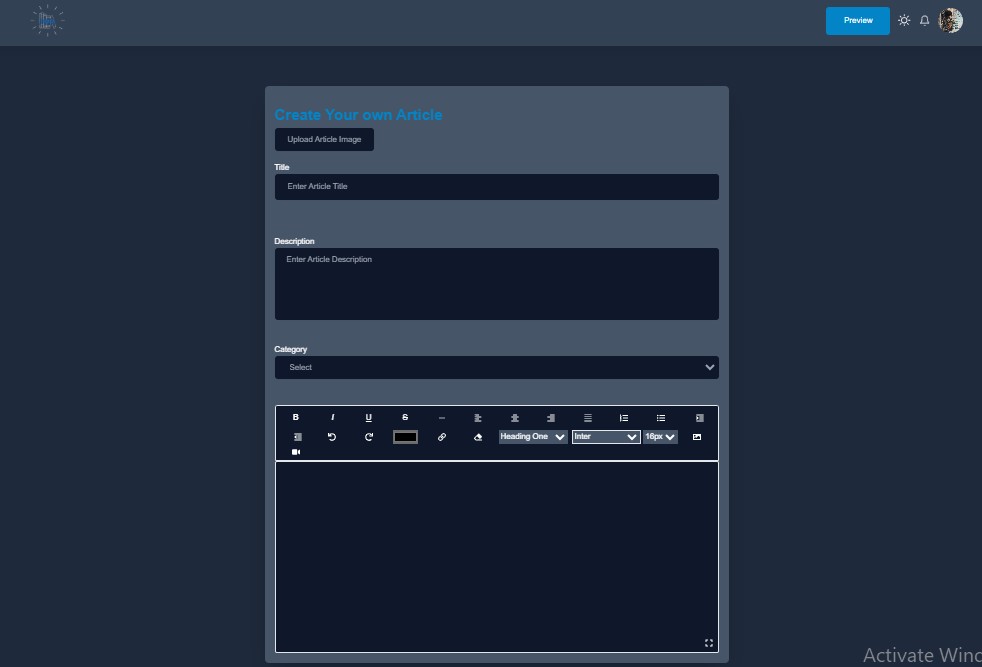 Preview
Create Your own Article
Upload Article Image
Title
Enter Article Title
Description
Enter Article Description
Category
Select
B I U S
Heading One Inter 16px
Activate Winc